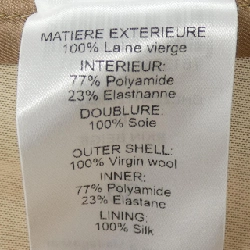 MATIERE EXTERIEURE
100% Laine vierge
INTERIEUR:
77% Polyamide
23% Elasthanne
DOUBLURE:
100% Soie
OUTER SHELL:
100% Virgin wool
INNER:
77% Polyamide
23% Elastane
LINING:
100% Silk